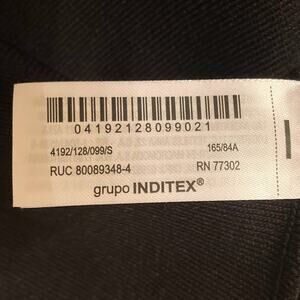 04192128099021
4192/128/099/S 165/84A
RUC 80089348-4 RN 77302
grupo INDITEX®